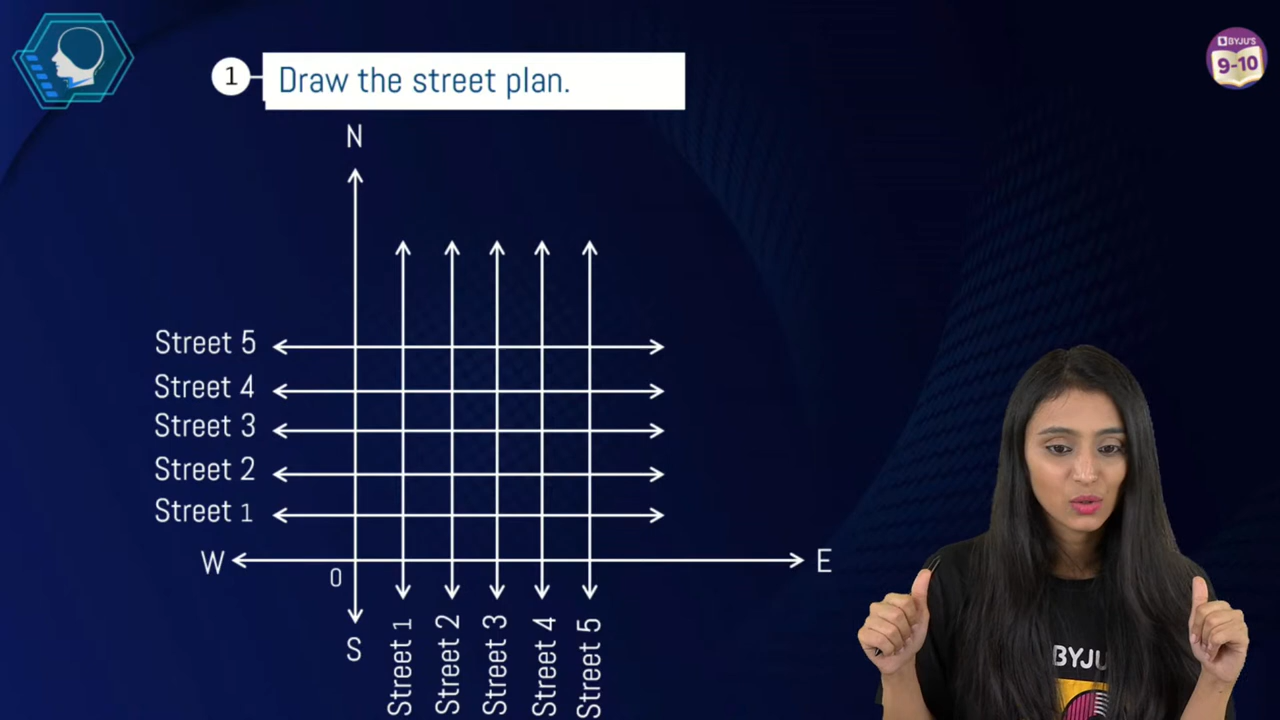 BYJU'S
9-10
1 Draw the street plan.
N
Street 5
Street 4
Street 3
Street 2
Street 1
W
E
0
S
Street 1
Street 2
Street 3
Street 4
Street 5
BYJU